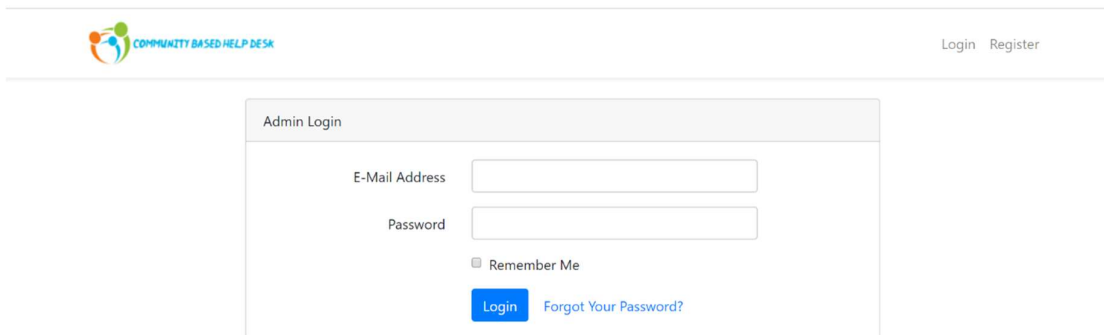 COMMUNITY BASED HELP DESK
Login Register
Admin Login
E-Mail Address
Password
Remember Me
Login Forgot Your Password?